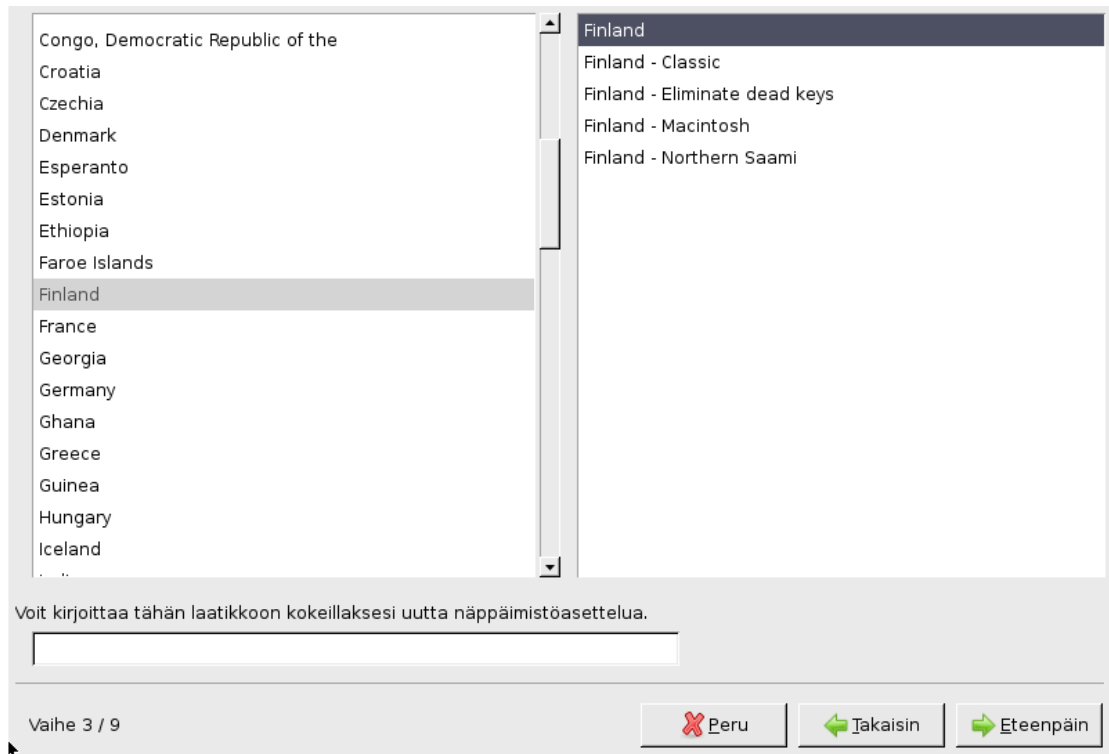 Congo, Democratic Republic of the
Croatia
Czechia
Denmark
Esperanto
Estonia
Ethiopia
Faroe Islands
Finland
France
Georgia
Germany
Ghana
Greece
Guinea
Hungary
Iceland
Finland
Finland - Classic
Finland - Eliminate dead keys
Finland - Macintosh
Finland - Northern Saami
Voit kirjoittaa tähän laatikkoon kokeillaksesi uutta näppäimistöasettelua.
Vaihe 3 / 9
Peru
Takaisin
Eteenpäin